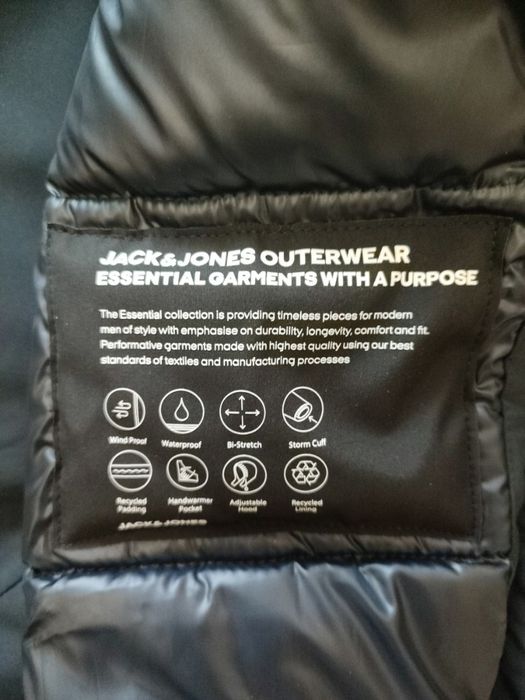 JACK & JONES OUTERWEAR
ESSENTIAL GARMENTS WITH A PURPOSE
The Essential collection is providing timeless pieces for modern
men of style with emphasise on durability, longevity, comfort and fit.
Performative garments made with highest quality using our best
standards of textiles and manufacturing processes
Wind Proof Waterproof Bi-Stretch Storm Cuff
Recycled Handwarmer Adjustable Recycled
Padding Pocket Hood Lining
JACK & JONES